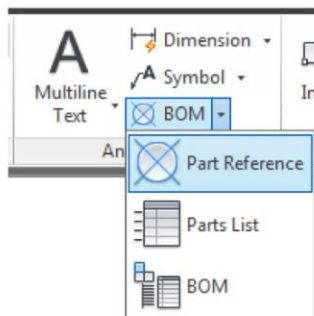 A
Multiline
Text
Dimension
Symbol
BOM
In
An
Part Reference
Parts List
BOM